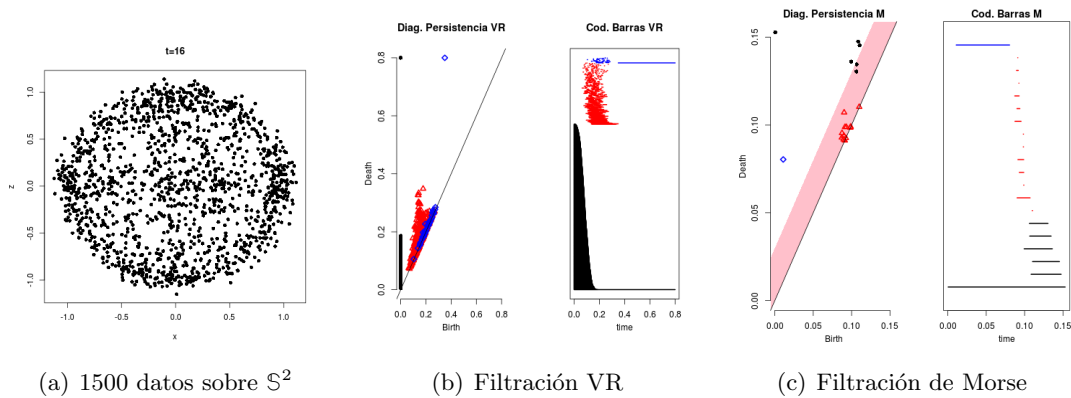 t=16
z
1.0
0.5
0.0
-0.5
-1.0
-1.0 -0.5 0.0 0.5 1.0
x
Diag. Persistencia VR
Death
0.8
0.6
0.4
0.2
0.0
0.0 0.2 0.4 0.6 0.8
Birth
Cod. Barras VR
0.0 0.2 0.4 0.6 0.8
time
Diag. Persistencia M
Death
0.15
0.10
0.05
0.00
0.00 0.05 0.10 0.15
Birth
Cod. Barras M
0.00 0.05 0.10 0.15
time
(a) 1500 datos sobre 𝕊²
(b) Filtración VR
(c) Filtración de Morse